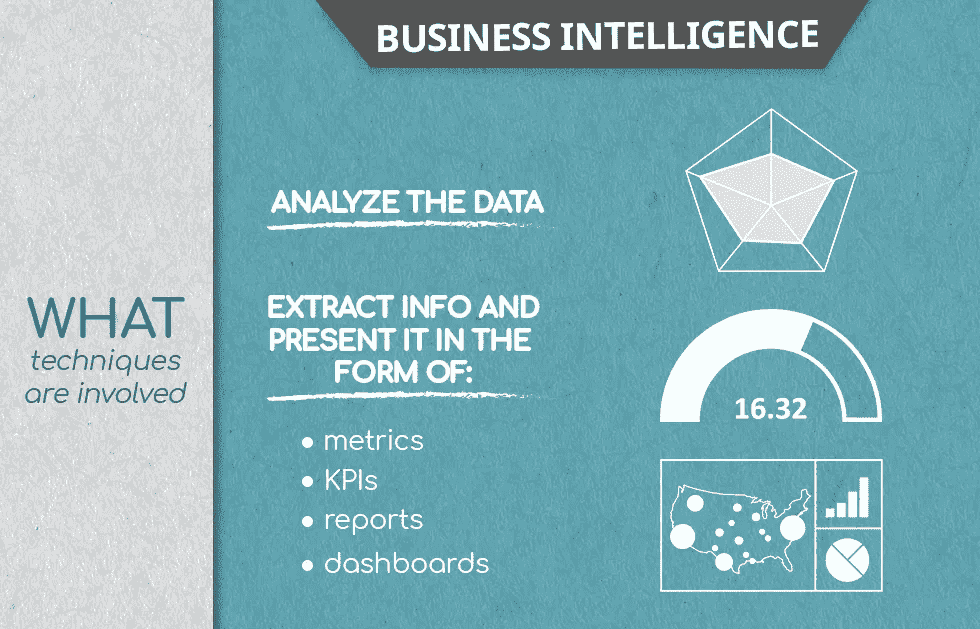 BUSINESS INTELLIGENCE
WHAT
techniques
are involved
ANALYZE THE DATA
EXTRACT INFO AND
PRESENT IT IN THE
FORM OF:
• metrics
• KPIs
• reports
• dashboards
16.32